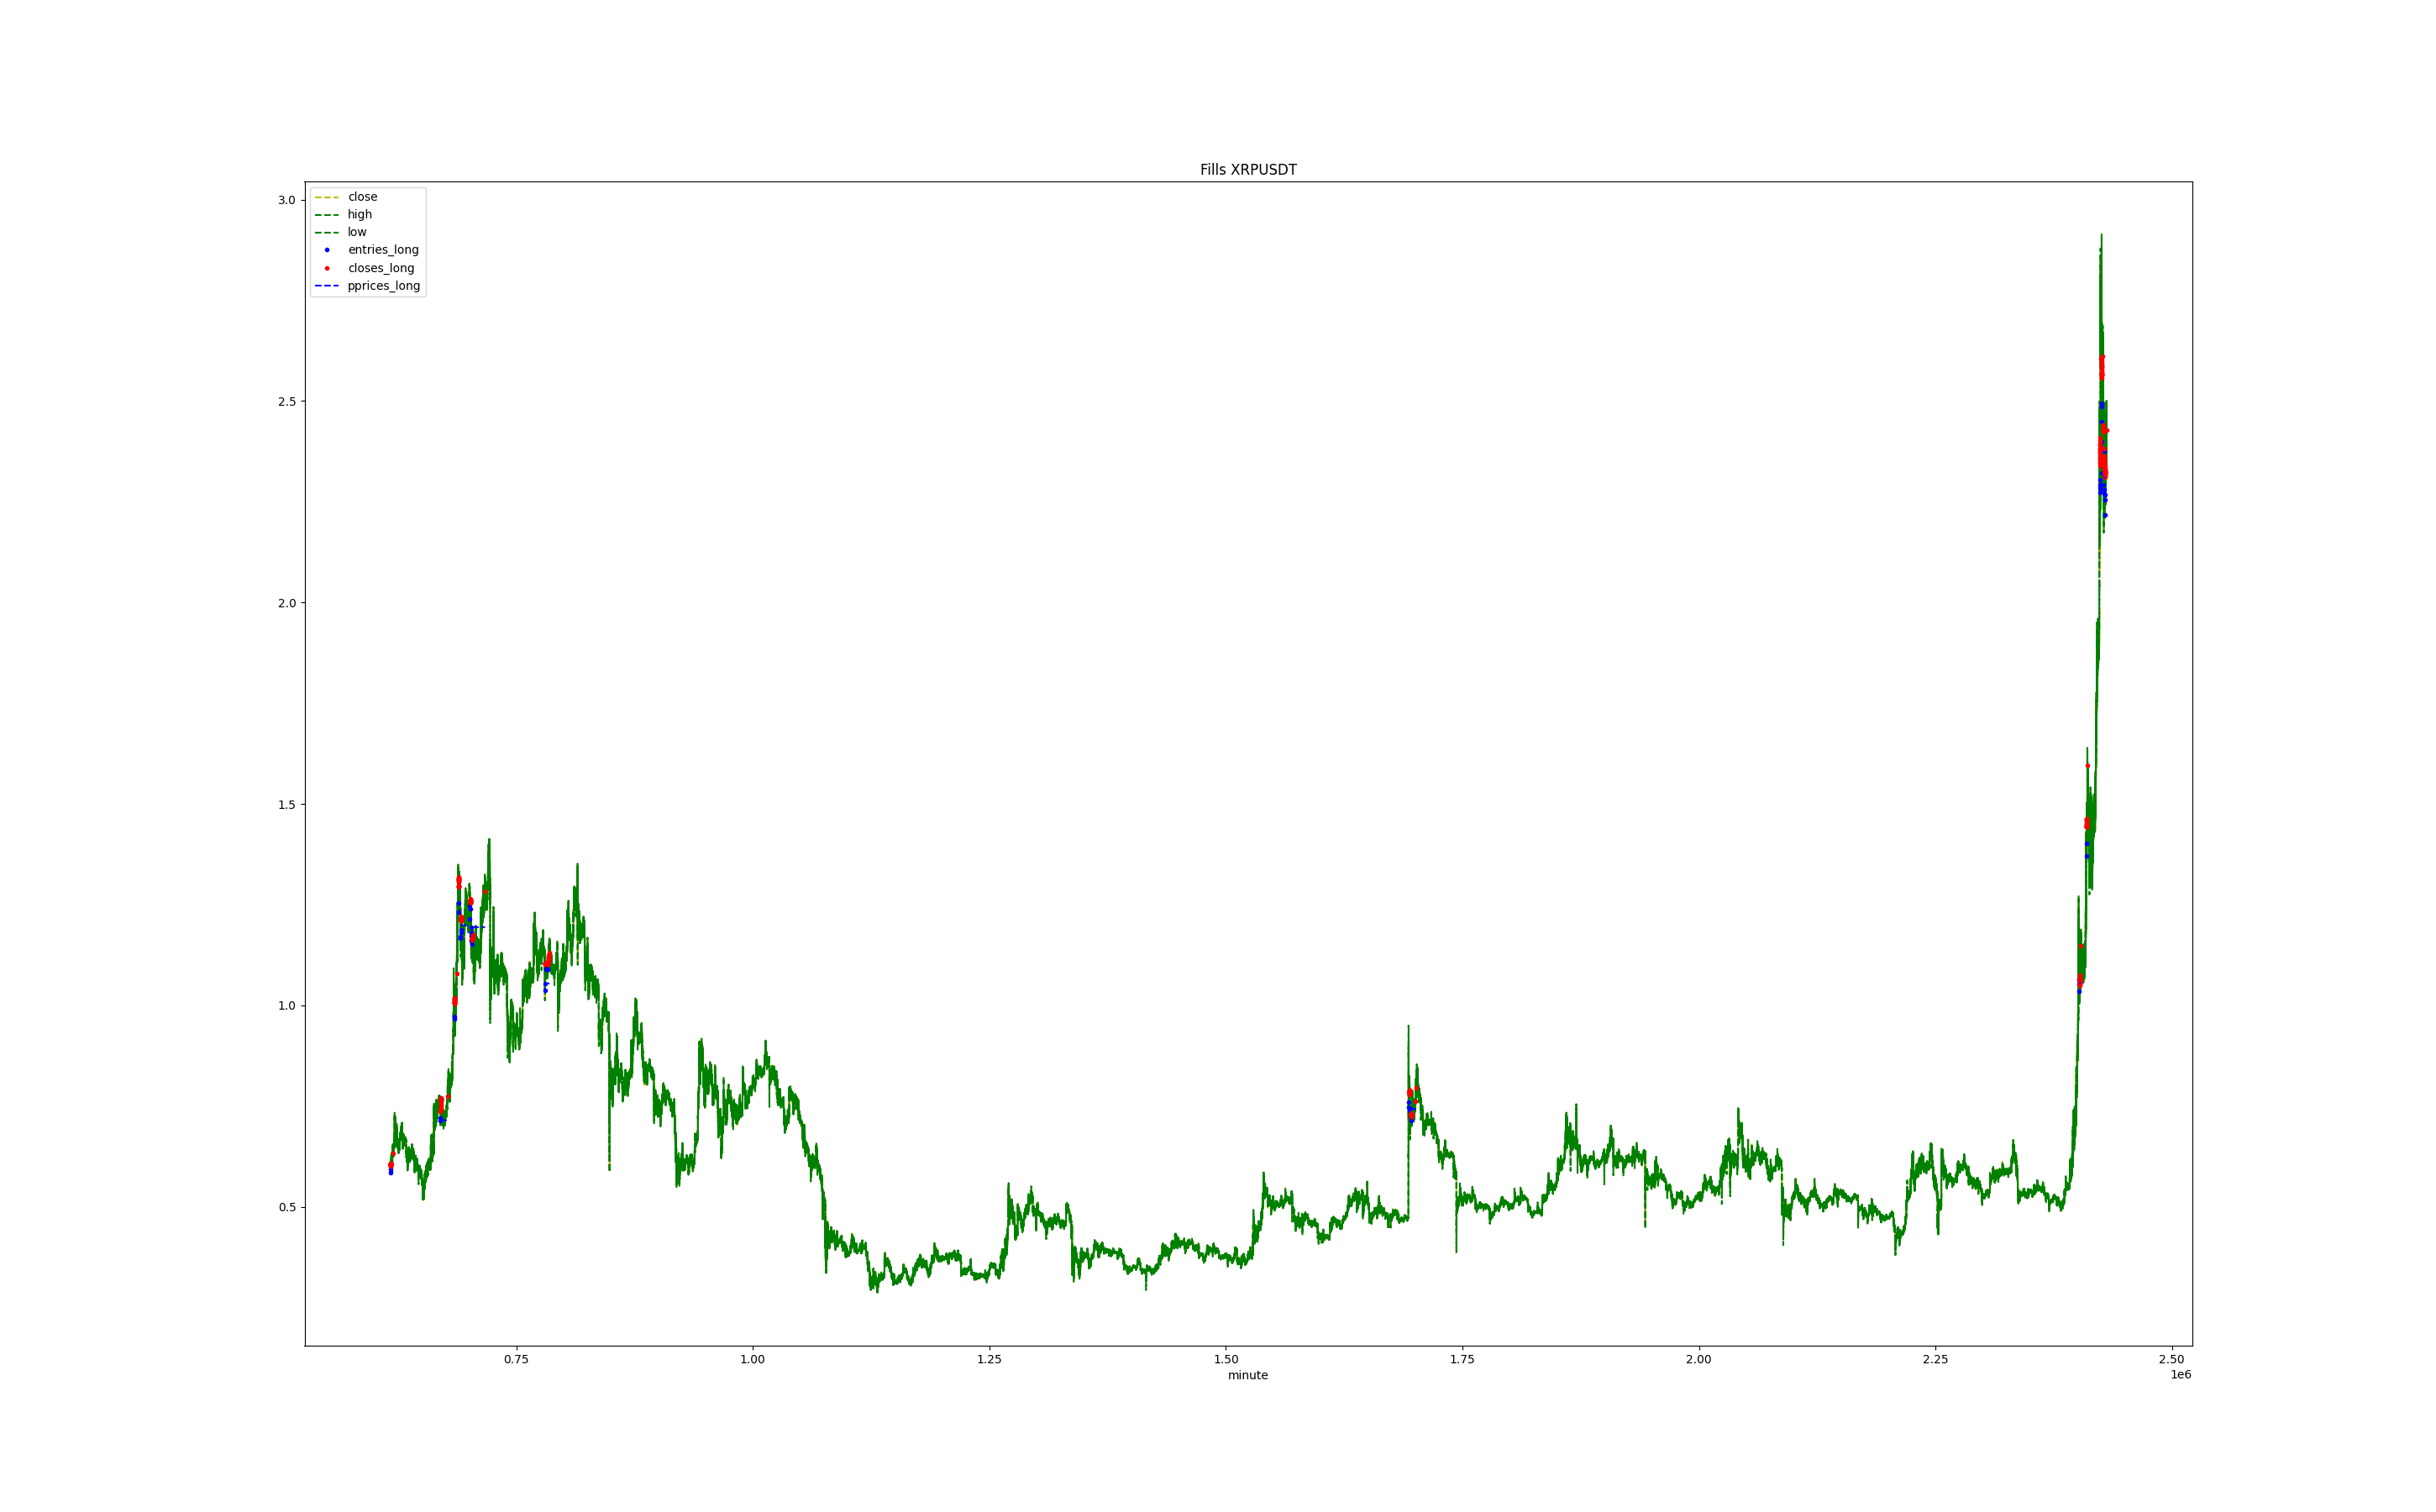 Fills XRPUSDT
close
high
low
entries_long
closes_long
pprices_long
3.0
2.5
2.0
1.5
1.0
0.5
0.75
1.00
1.25
1.50
1.75
2.00
2.25
2.50
1e6
minute